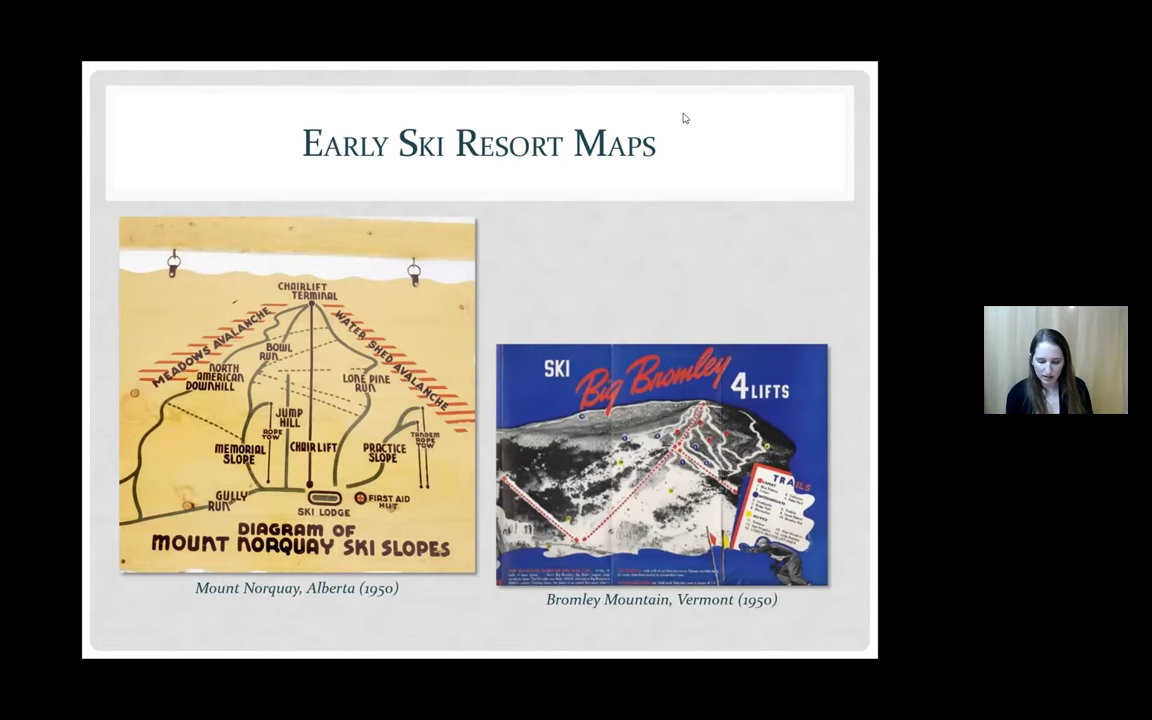 EARLY SKI RESORT MAPS
CHAIRLIFT
TERMINAL
MEADOWS AVALANCHE
WATER SHED AVALANCHE
BOWL
RUN
NORTH
AMERICAN
DOWNHILL
LONE PINE
RUN
JUMP
HILL
ROPE
TOW
TANDEM
ROPE
TOW
MEMORIAL
SLOPE
CHAIRLIFT
PRACTICE
SLOPE
GULLY
RUN
FIRST AID
HUT
SKI LODGE
DIAGRAM OF
MOUNT NORQUAY SKI SLOPES
Mount Norquay, Alberta (1950)
SKI Big Bromley 4 LIFTS
TRAILS
Bromley Mountain, Vermont (1950)